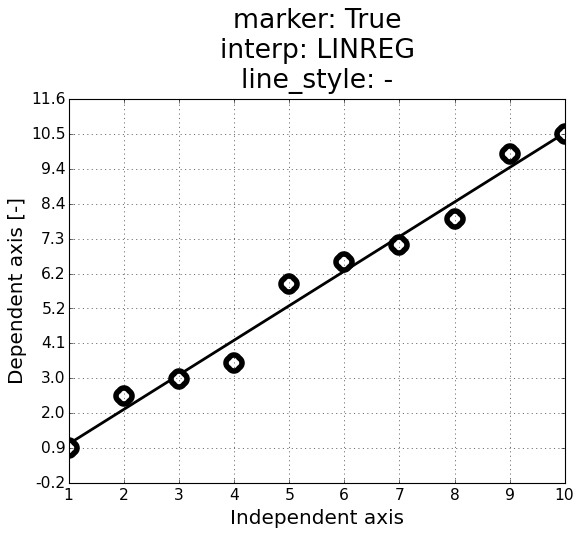 marker: True
interp: LINREG
line_style: -
11.6
10.5
9.4
8.4
7.3
6.2
5.2
4.1
3.0
2.0
0.9
-0.2
Dependent axis [-]
1 2 3 4 5 6 7 8 9 10
Independent axis